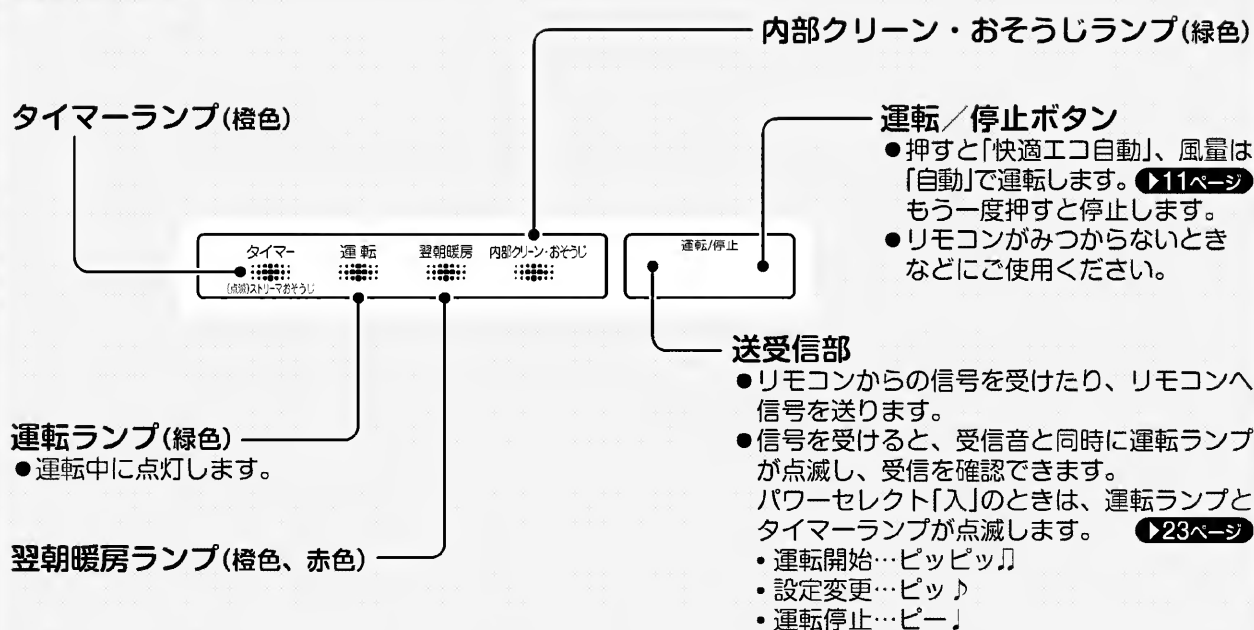 内部クリーン・おそうじランプ(緑色)
タイマーランプ(橙色)
運転／停止ボタン
●押すと「快適エコ自動」、風量は
「自動」で運転します。▶11ページ
もう一度押すと停止します。
●リモコンがみつからないとき
などにご使用ください。
タイマー 運転 翌朝暖房 内部クリーン・おそうじ
(点滅)ストリーマおそうじ
運転/停止
送受信部
●リモコンからの信号を受けたり、リモコンへ
信号を送ります。
●信号を受けると、受信音と同時に運転ランプ
が点滅し、受信を確認できます。
パワーセレクト「入」のときは、運転ランプと
タイマーランプが点滅します。 ▶23ページ
・運転開始…ピッピッ♫
・設定変更…ピッ♪
・運転停止…ピー♩
運転ランプ(緑色)
●運転中に点灯します。
翌朝暖房ランプ(橙色、赤色)